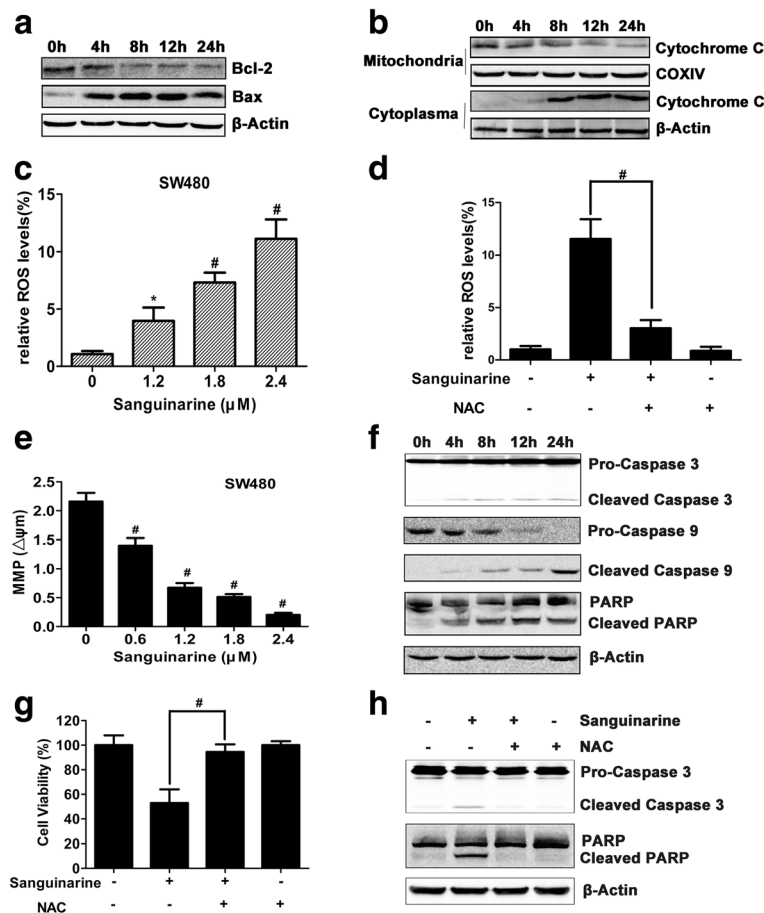 a
0h 4h 8h 12h 24h
Bcl-2
Bax
β-Actin
b
0h 4h 8h 12h 24h
Mitochondria
Cytochrome C
COXIV
Cytoplasma
Cytochrome C
β-Actin
c
SW480
relative ROS levels(%)
15
10
5
0
*
#
#
0 1.2 1.8 2.4
Sanguinarine (μM)
d
#
relative ROS levels(%)
15
10
5
0
Sanguinarine - + + -
NAC - - + +
e
SW480
MMP (△ψm)
2.5
2.0
1.5
1.0
0.5
0.0
#
#
#
#
0 0.6 1.2 1.8 2.4
Sanguinarine (μM)
f
0h 4h 8h 12h 24h
Pro-Caspase 3
Cleaved Caspase 3
Pro-Caspase 9
Cleaved Caspase 9
PARP
Cleaved PARP
β-Actin
g
#
Cell Viability (%)
120
100
80
60
40
20
0
Sanguinarine - + + -
NAC - - + +
h
- + + - Sanguinarine
- - + + NAC
Pro-Caspase 3
Cleaved Caspase 3
PARP
Cleaved PARP
β-Actin